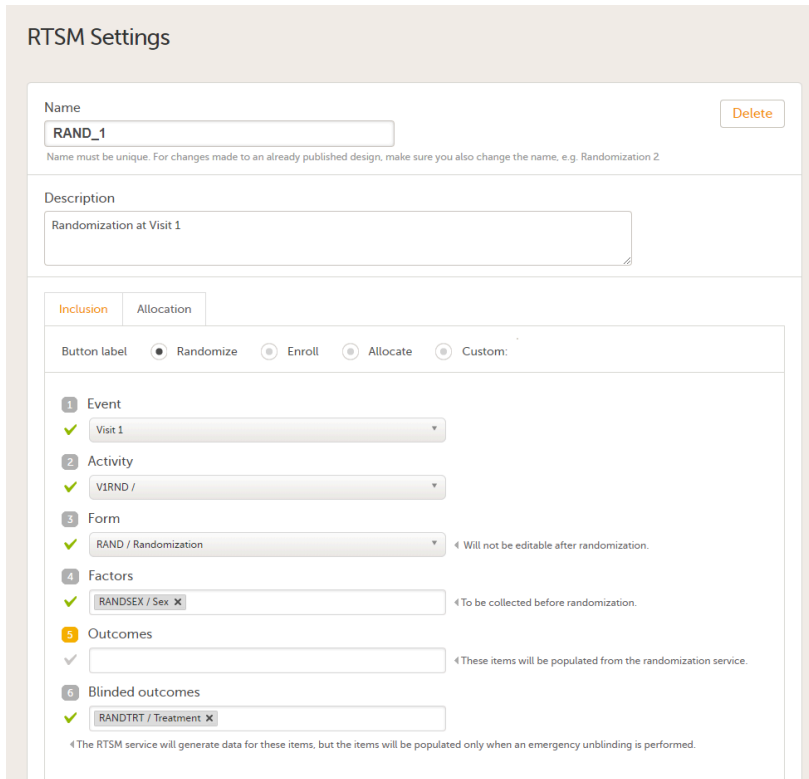 RTSM Settings
Name
Delete
RAND_1
Name must be unique. For changes made to an already published design, make sure you also change the name, e.g. Randomization 2
Description
Randomization at Visit 1
Inclusion Allocation
Button label Randomize Enroll Allocate Custom:
1 Event
Visit 1
2 Activity
V1RND /
3 Form
RAND / Randomization Will not be editable after randomization.
4 Factors
RANDSEX / Sex To be collected before randomization.
5 Outcomes
These items will be populated from the randomization service.
6 Blinded outcomes
RANDTRT / Treatment
The RTSM service will generate data for these items, but the items will be populated only when an emergency unblinding is performed.